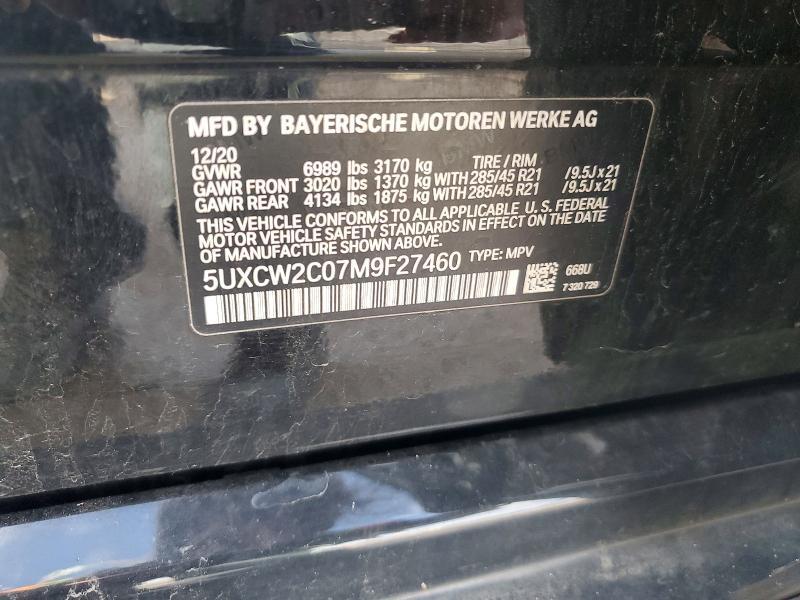 MFD BY BAYERISCHE MOTOREN WERKE AG
12/20 TIRE / RIM
GVWR 6989 lbs 3170 kg
GAWR FRONT 3020 lbs 1370 kg WITH 285/45 R21 /9.5J x 21
GAWR REAR 4134 lbs 1875 kg WITH 285/45 R21 /9.5J x 21
THIS VEHICLE CONFORMS TO ALL APPLICABLE U.S. FEDERAL
MOTOR VEHICLE SAFETY STANDARDS IN EFFECT ON THE DATE
OF MANUFACTURE SHOWN ABOVE.
5UXCW2C07M9F27460 TYPE: MPV
668U
7 320 729